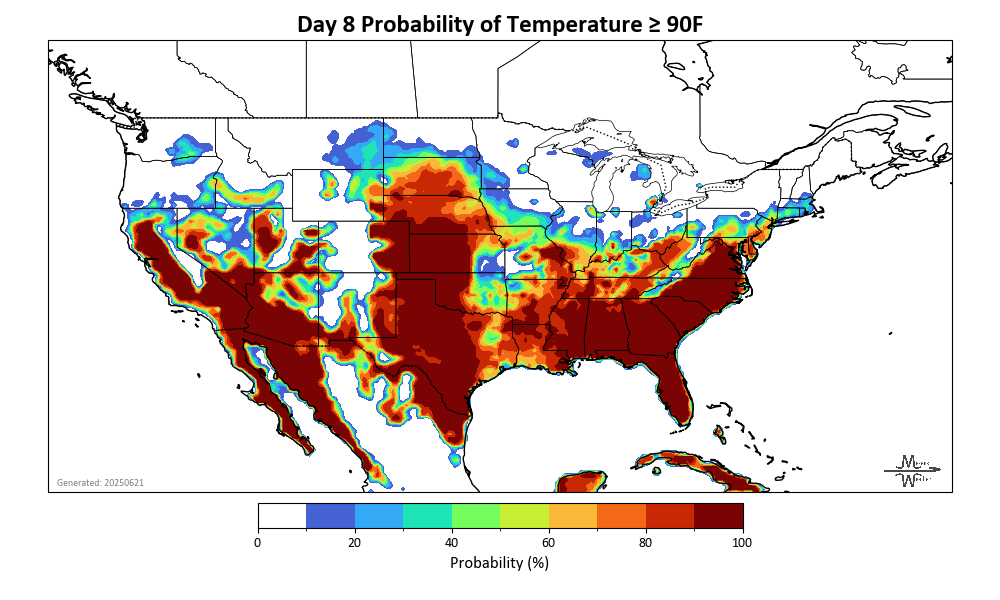 Day 8 Probability of Temperature ≥ 90F
Generated: 20250621
0 20 40 60 80 100
Probability (%)